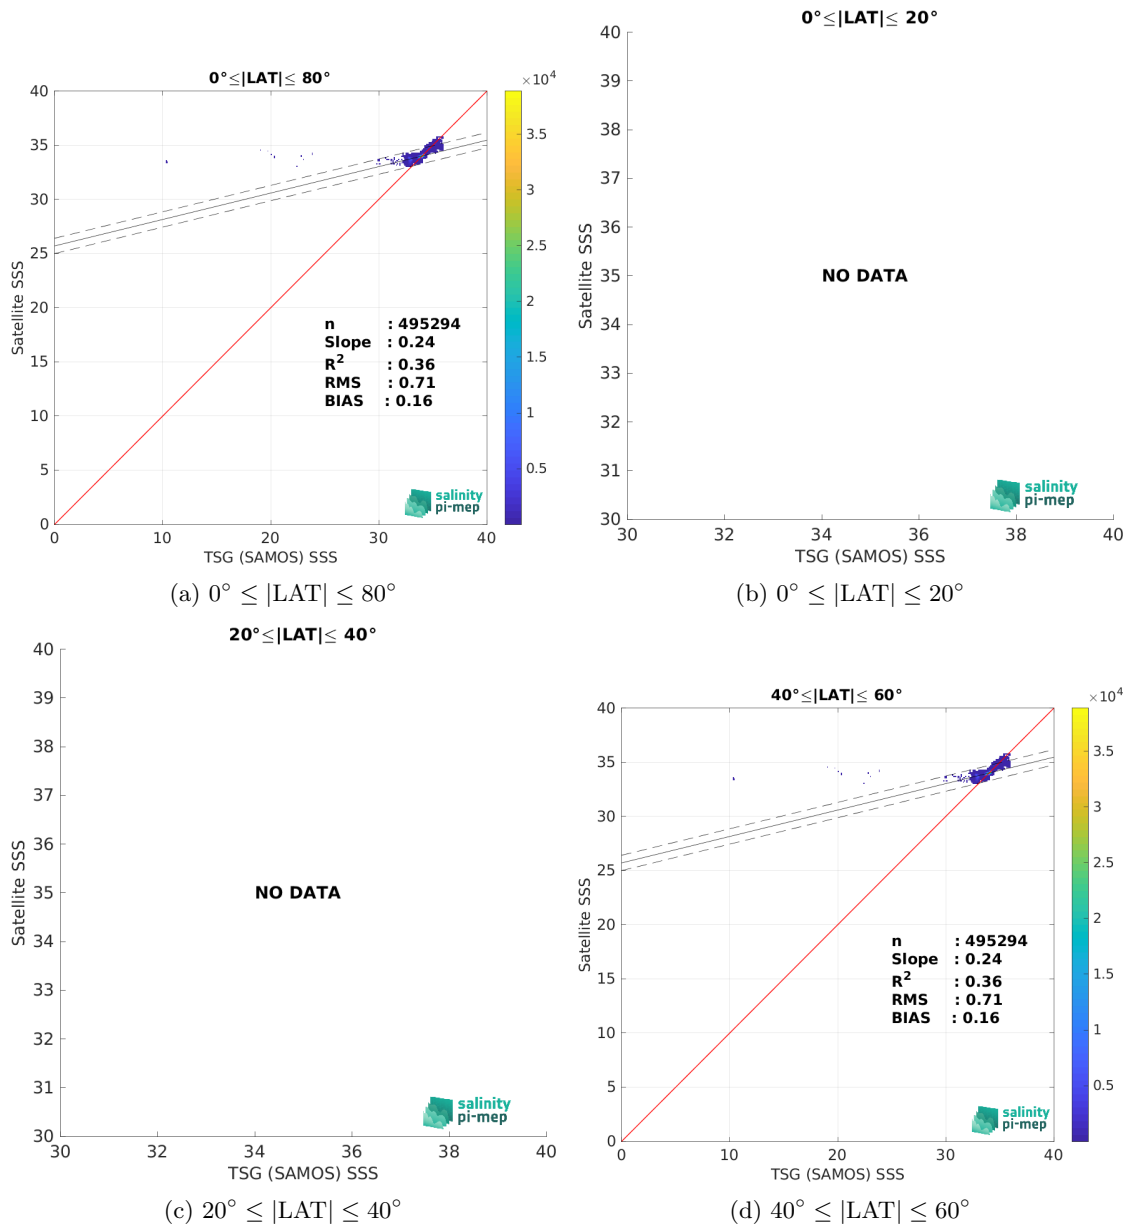 0°≤|LAT|≤ 80°
×10⁴
40
35
30
25
20
15
10
5
0
Satellite SSS
3.5
3
2.5
2
1.5
1
0.5
n : 495294
Slope : 0.24
R² : 0.36
RMS : 0.71
BIAS : 0.16
salinity
pi-mep
0 10 20 30 40
TSG (SAMOS) SSS
(a) 0° ≤ |LAT| ≤ 80°
0°≤|LAT|≤ 20°
40
39
38
37
36
35
34
33
32
31
30
Satellite SSS
NO DATA
salinity
pi-mep
30 32 34 36 38 40
TSG (SAMOS) SSS
(b) 0° ≤ |LAT| ≤ 20°
20°≤|LAT|≤ 40°
40
39
38
37
36
35
34
33
32
31
30
Satellite SSS
NO DATA
salinity
pi-mep
30 32 34 36 38 40
TSG (SAMOS) SSS
(c) 20° ≤ |LAT| ≤ 40°
40°≤|LAT|≤ 60°
×10⁴
40
35
30
25
20
15
10
5
0
Satellite SSS
3.5
3
2.5
2
1.5
1
0.5
n : 495294
Slope : 0.24
R² : 0.36
RMS : 0.71
BIAS : 0.16
salinity
pi-mep
0 10 20 30 40
TSG (SAMOS) SSS
(d) 40° ≤ |LAT| ≤ 60°